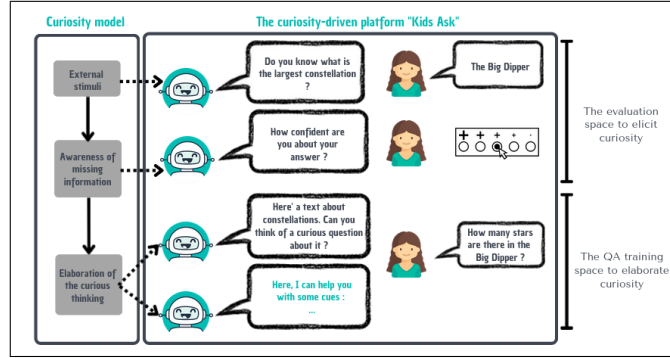 Curiosity model
The curiosity-driven platform "Kids Ask"
External
stimuli
Do you know what is
the largest constellation
?
The Big Dipper
Awareness of
missing
information
How confident are
you about your
answer ?
+ + + + .
The evaluation
space to elicit
curiosity
Elaboration of
the curious
thinking
Here' a text about
constellations. Can you
think of a curious question
about it ?
How many stars
are there in the
Big Dipper ?
Here, I can help you
with some cues :
...
The QA training
space to elaborate
curiosity